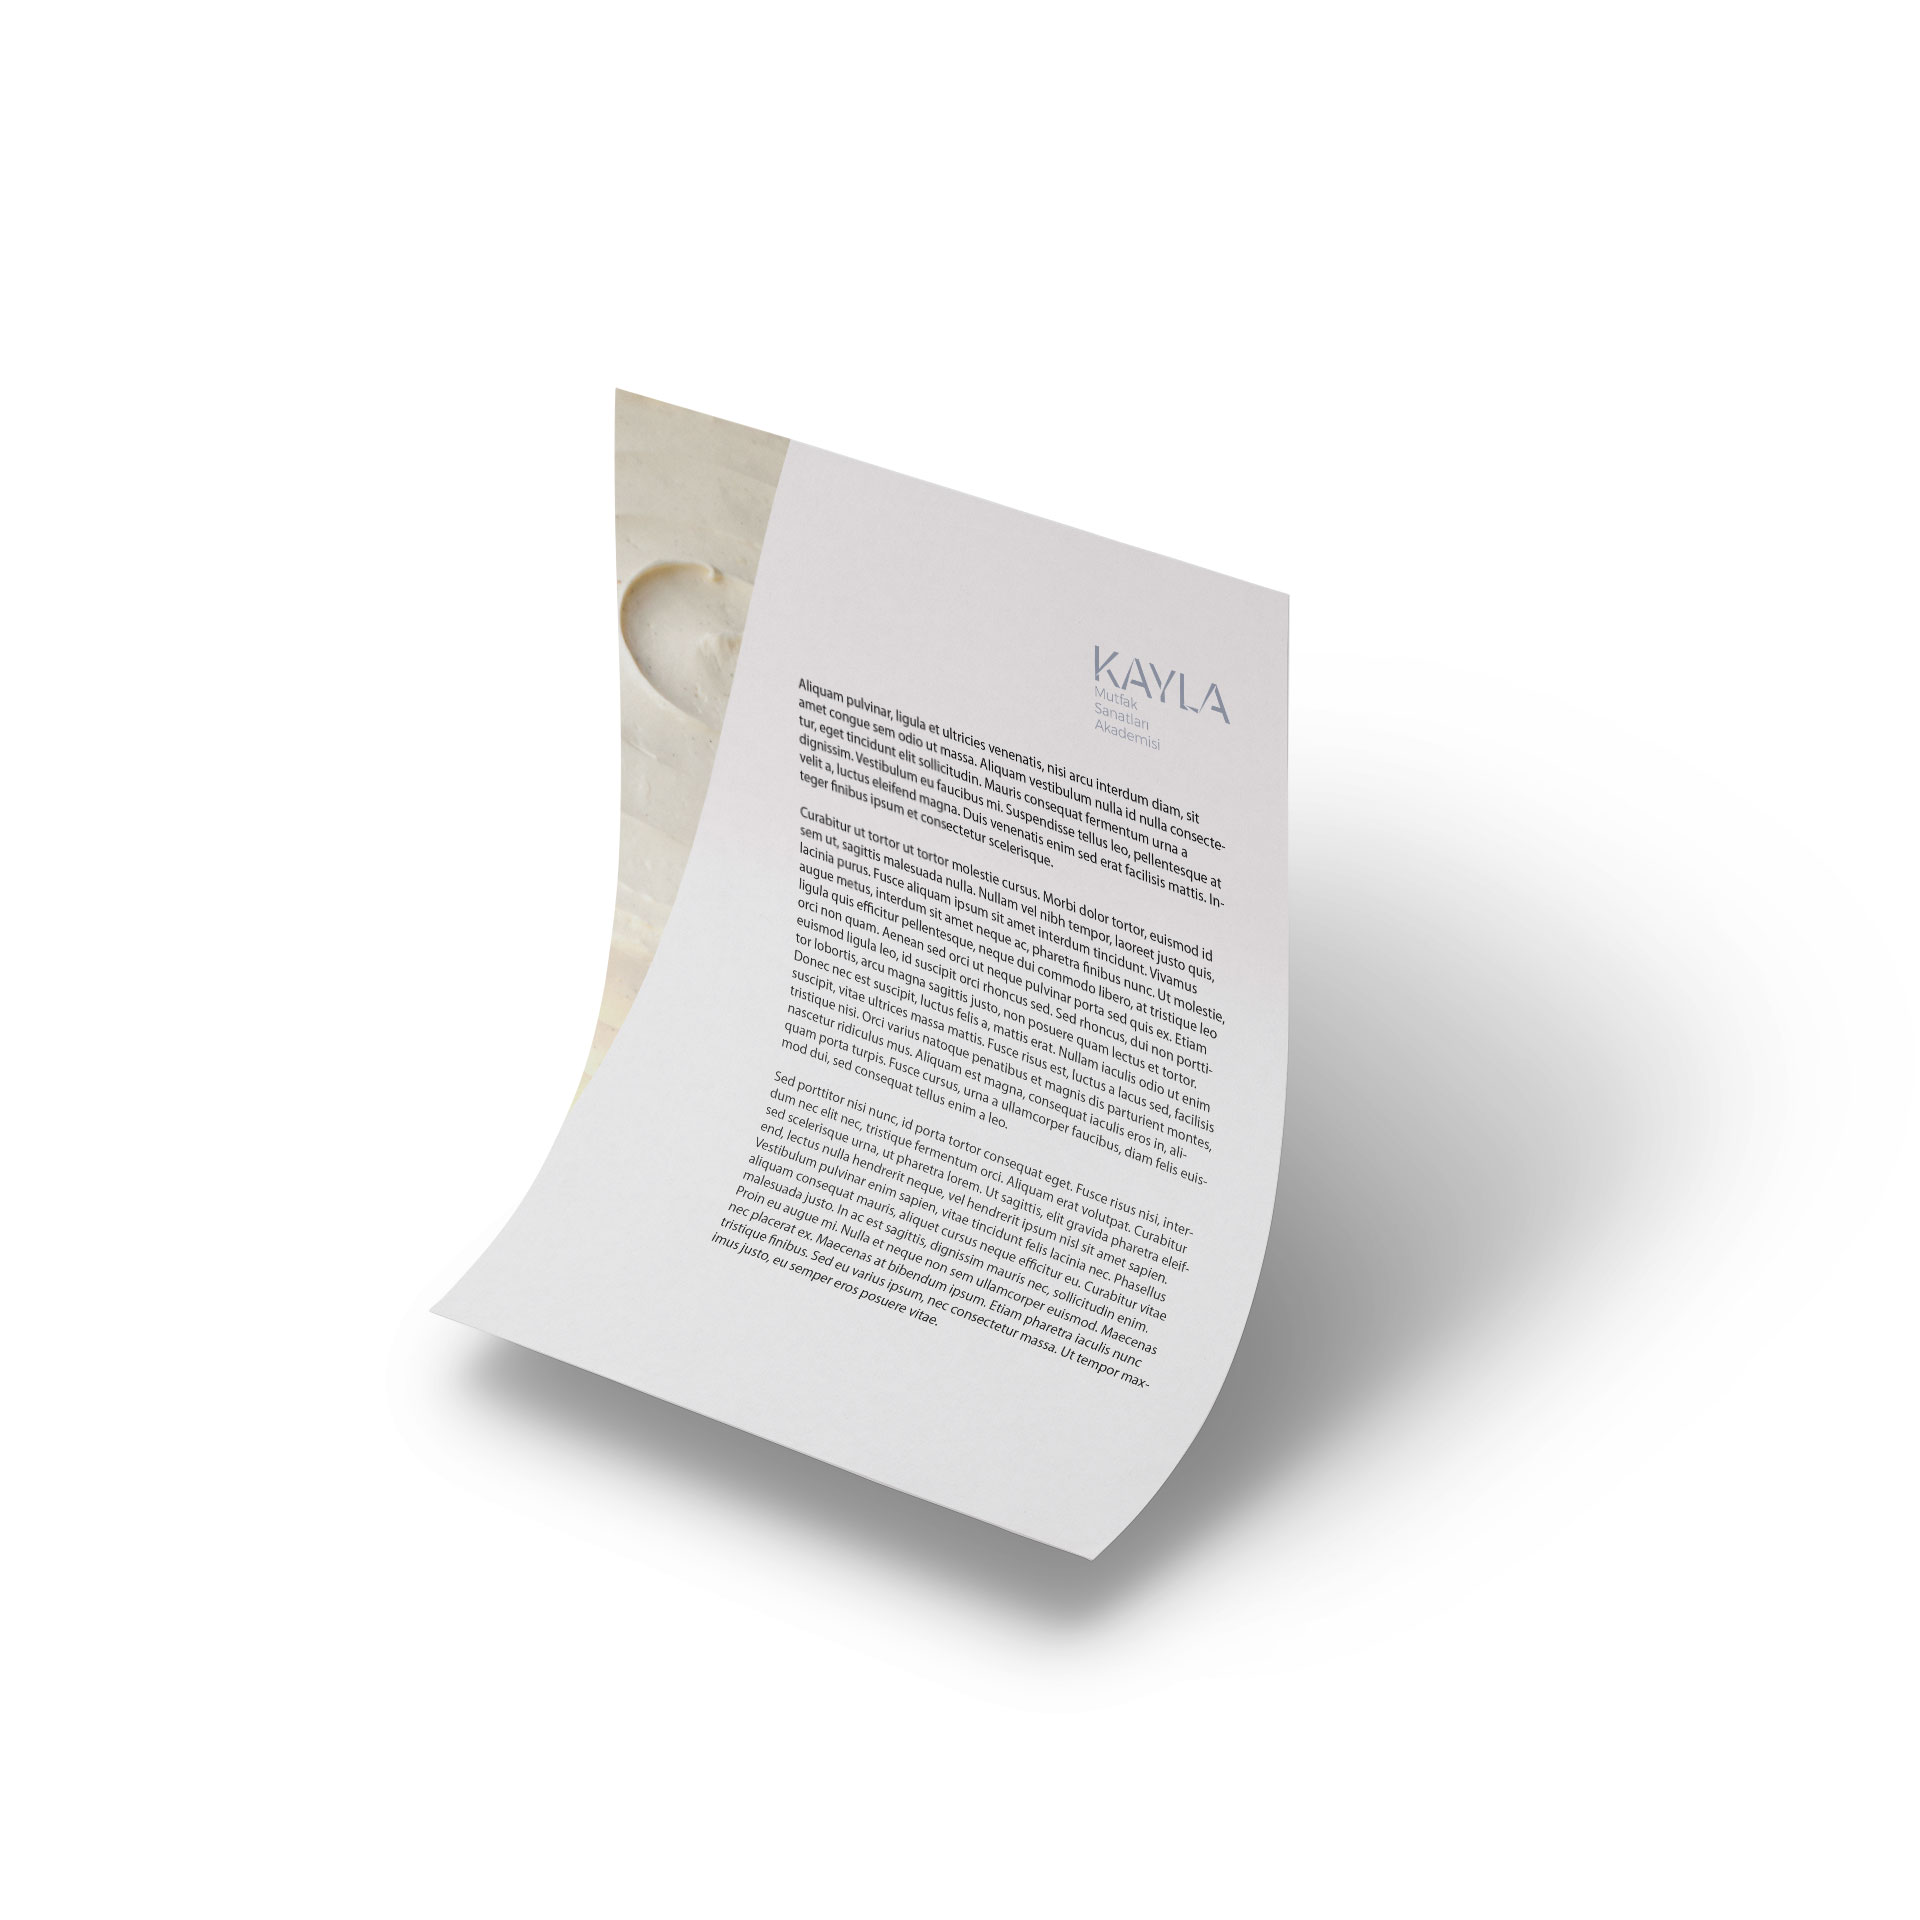 KAYLA
Mutfak
Sanatları
Akademisi
Aliquam pulvinar, ligula et ultricies venenatis, nisi arcu interdum diam, sit
amet congue sem odio ut massa. Aliquam vestibulum nulla id nulla consecte-
tur, eget tincidunt elit sollicitudin. Mauris consequat fermentum urna a
dignissim. Vestibulum eu faucibus mi. Suspendisse tellus leo, pellentesque at
velit a, luctus eleifend magna. Duis venenatis enim sed erat facilisis mattis. In-
teger finibus ipsum et consectetur scelerisque.
Curabitur ut tortor ut tortor molestie cursus. Morbi dolor tortor, euismod id
sem ut, sagittis malesuada nulla. Nullam vel nibh tempor, laoreet justo quis,
lacinia purus. Fusce aliquam ipsum sit amet interdum tincidunt. Vivamus
augue metus, interdum sit amet neque ac, pharetra finibus nunc. Ut molestie,
ligula quis efficitur pellentesque, neque dui commodo libero, at tristique leo
orci non quam. Aenean sed orci ut neque pulvinar porta sed quis ex. Etiam
euismod ligula leo, id suscipit orci rhoncus sed. Sed rhoncus, dui non portti-
tor lobortis, arcu magna sagittis justo, non posuere quam lectus et tortor.
Donec nec est suscipit, luctus felis a, mattis erat. Nullam iaculis odio ut enim
suscipit, vitae ultrices massa mattis. Fusce risus est, luctus a lacus sed, facilisis
tristique nisi. Orci varius natoque penatibus et magnis dis parturient montes,
nascetur ridiculus mus. Aliquam est magna, consequat iaculis eros in, ali-
quam porta turpis. Fusce cursus, urna a ullamcorper faucibus, diam felis euis-
mod dui, sed consequat tellus enim a leo.
Sed porttitor nisi nunc, id porta tortor consequat eget. Fusce risus nisi, inter-
dum nec elit nec, tristique fermentum orci. Aliquam erat volutpat. Curabitur
sed scelerisque urna, ut pharetra lorem. Ut sagittis, elit gravida pharetra eleif-
end, lectus nulla hendrerit neque, vel hendrerit ipsum nisl sit amet sapien.
Vestibulum pulvinar enim sapien, vitae tincidunt felis lacinia nec. Phasellus
aliquam consequat mauris, aliquet cursus neque efficitur eu. Curabitur vitae
malesuada justo. In ac est sagittis, dignissim mauris nec, sollicitudin enim.
Proin eu augue mi. Nulla et neque non sem ullamcorper euismod. Maecenas
nec placerat ex. Maecenas at bibendum ipsum. Etiam pharetra iaculis nunc
tristique finibus. Sed eu varius ipsum, nec consectetur massa. Ut tempor max-
imus justo, eu semper eros posuere vitae.